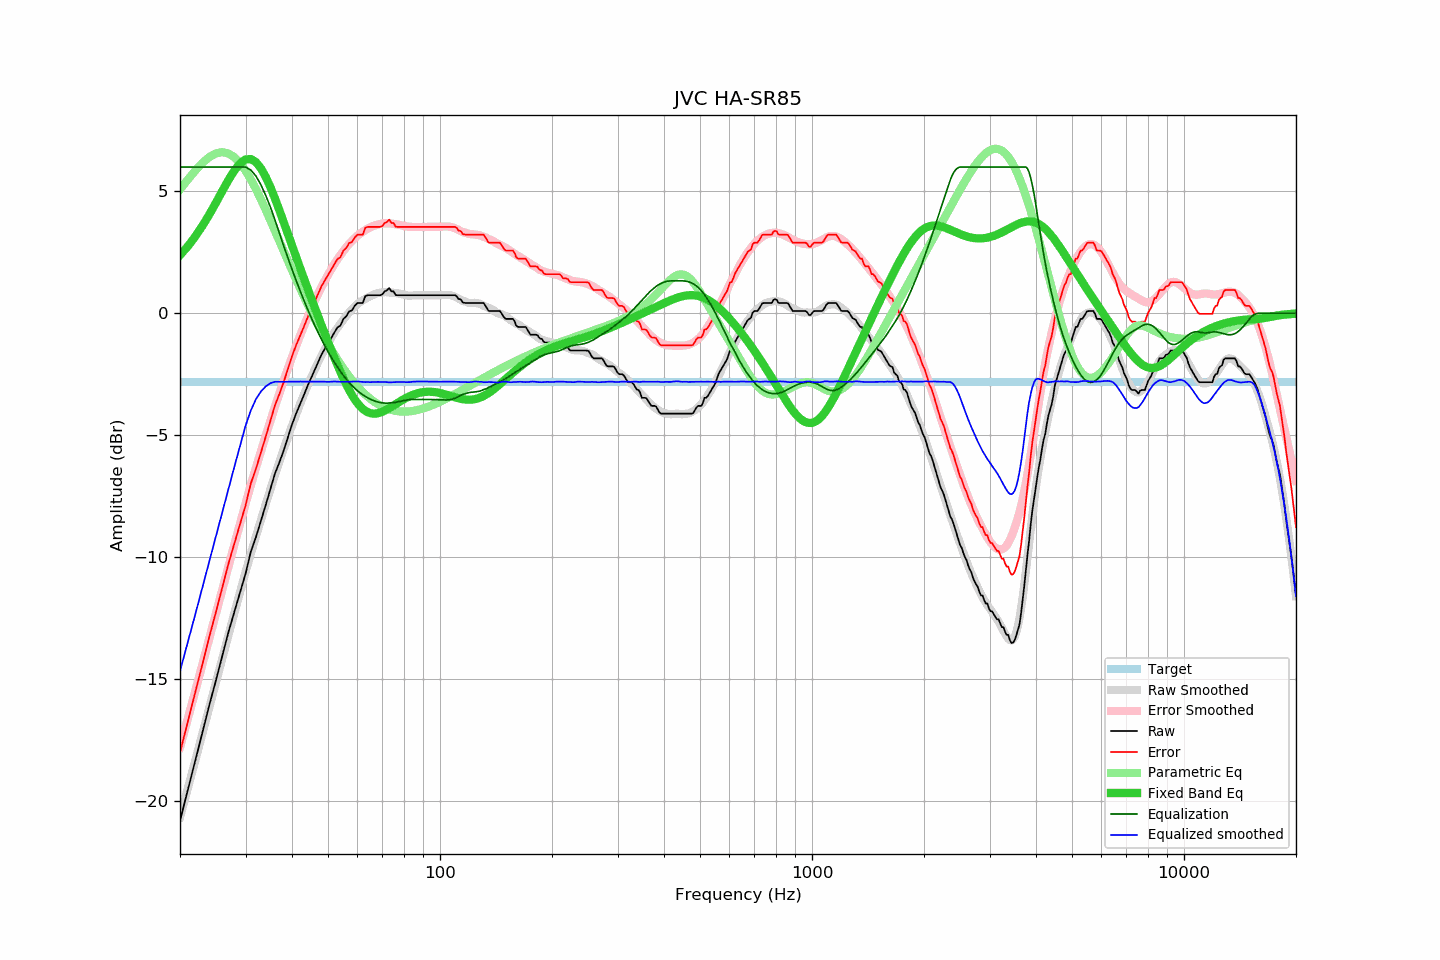 JVC HA-SR85
5
0
−5
−10
−15
−20
Amplitude (dBr)
100
1000
10000
Frequency (Hz)
Target
Raw Smoothed
Error Smoothed
Raw
Error
Parametric Eq
Fixed Band Eq
Equalization
Equalized smoothed